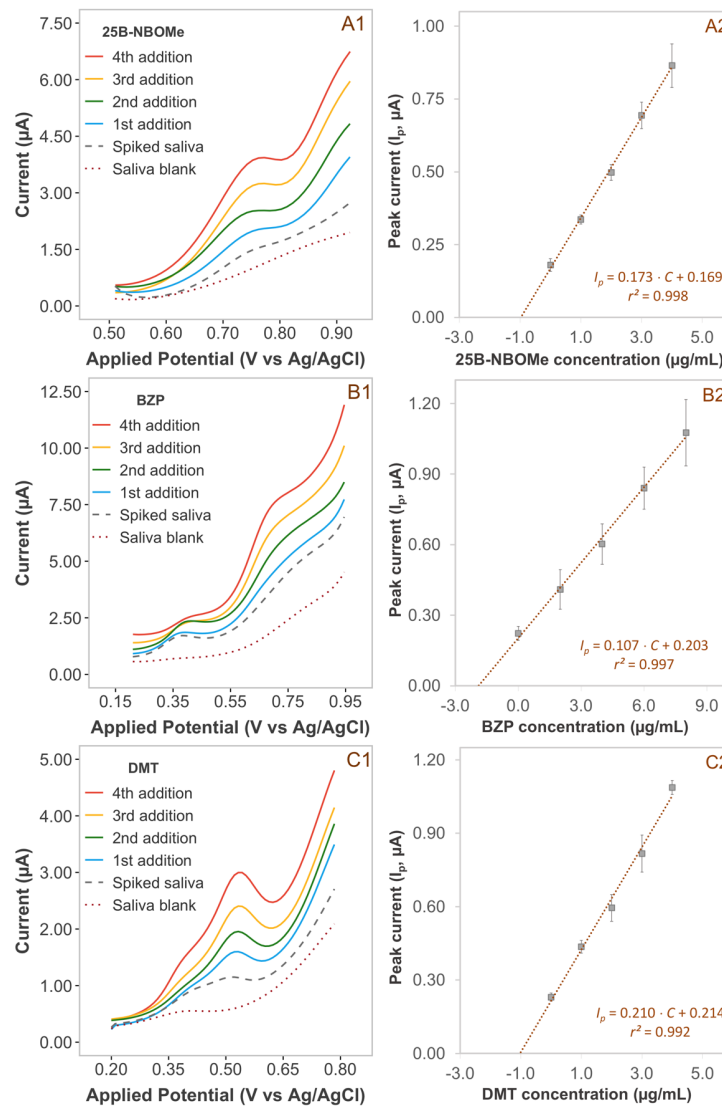 A1
25B-NBOMe
4th addition
3rd addition
2nd addition
1st addition
Spiked saliva
Saliva blank
Current (µA)
7.50
6.00
4.50
3.00
1.50
0.00
0.50
0.60
0.70
0.80
0.90
Applied Potential (V vs Ag/AgCl)
A2
Peak current (Ip, µA)
1.00
0.75
0.50
0.25
0.00
Ip = 0.173 · C + 0.169
r² = 0.998
-3.0
-1.0
1.0
3.0
5.0
25B-NBOMe concentration (µg/mL)
B1
BZP
4th addition
3rd addition
2nd addition
1st addition
Spiked saliva
Saliva blank
Current (µA)
12.50
10.00
7.50
5.00
2.50
0.00
0.15
0.35
0.55
0.75
0.95
Applied Potential (V vs Ag/AgCl)
B2
Peak current (Ip, µA)
1.20
0.90
0.60
0.30
0.00
Ip = 0.107 · C + 0.203
r² = 0.997
-3.0
0.0
3.0
6.0
9.0
BZP concentration (µg/mL)
C1
DMT
4th addition
3rd addition
2nd addition
1st addition
Spiked saliva
Saliva blank
Current (µA)
5.00
4.00
3.00
2.00
1.00
0.00
0.20
0.35
0.50
0.65
0.80
Applied Potential (V vs Ag/AgCl)
C2
Peak current (Ip, µA)
1.20
0.90
0.60
0.30
0.00
Ip = 0.210 · C + 0.214
r² = 0.992
-3.0
-1.0
1.0
3.0
5.0
DMT concentration (µg/mL)